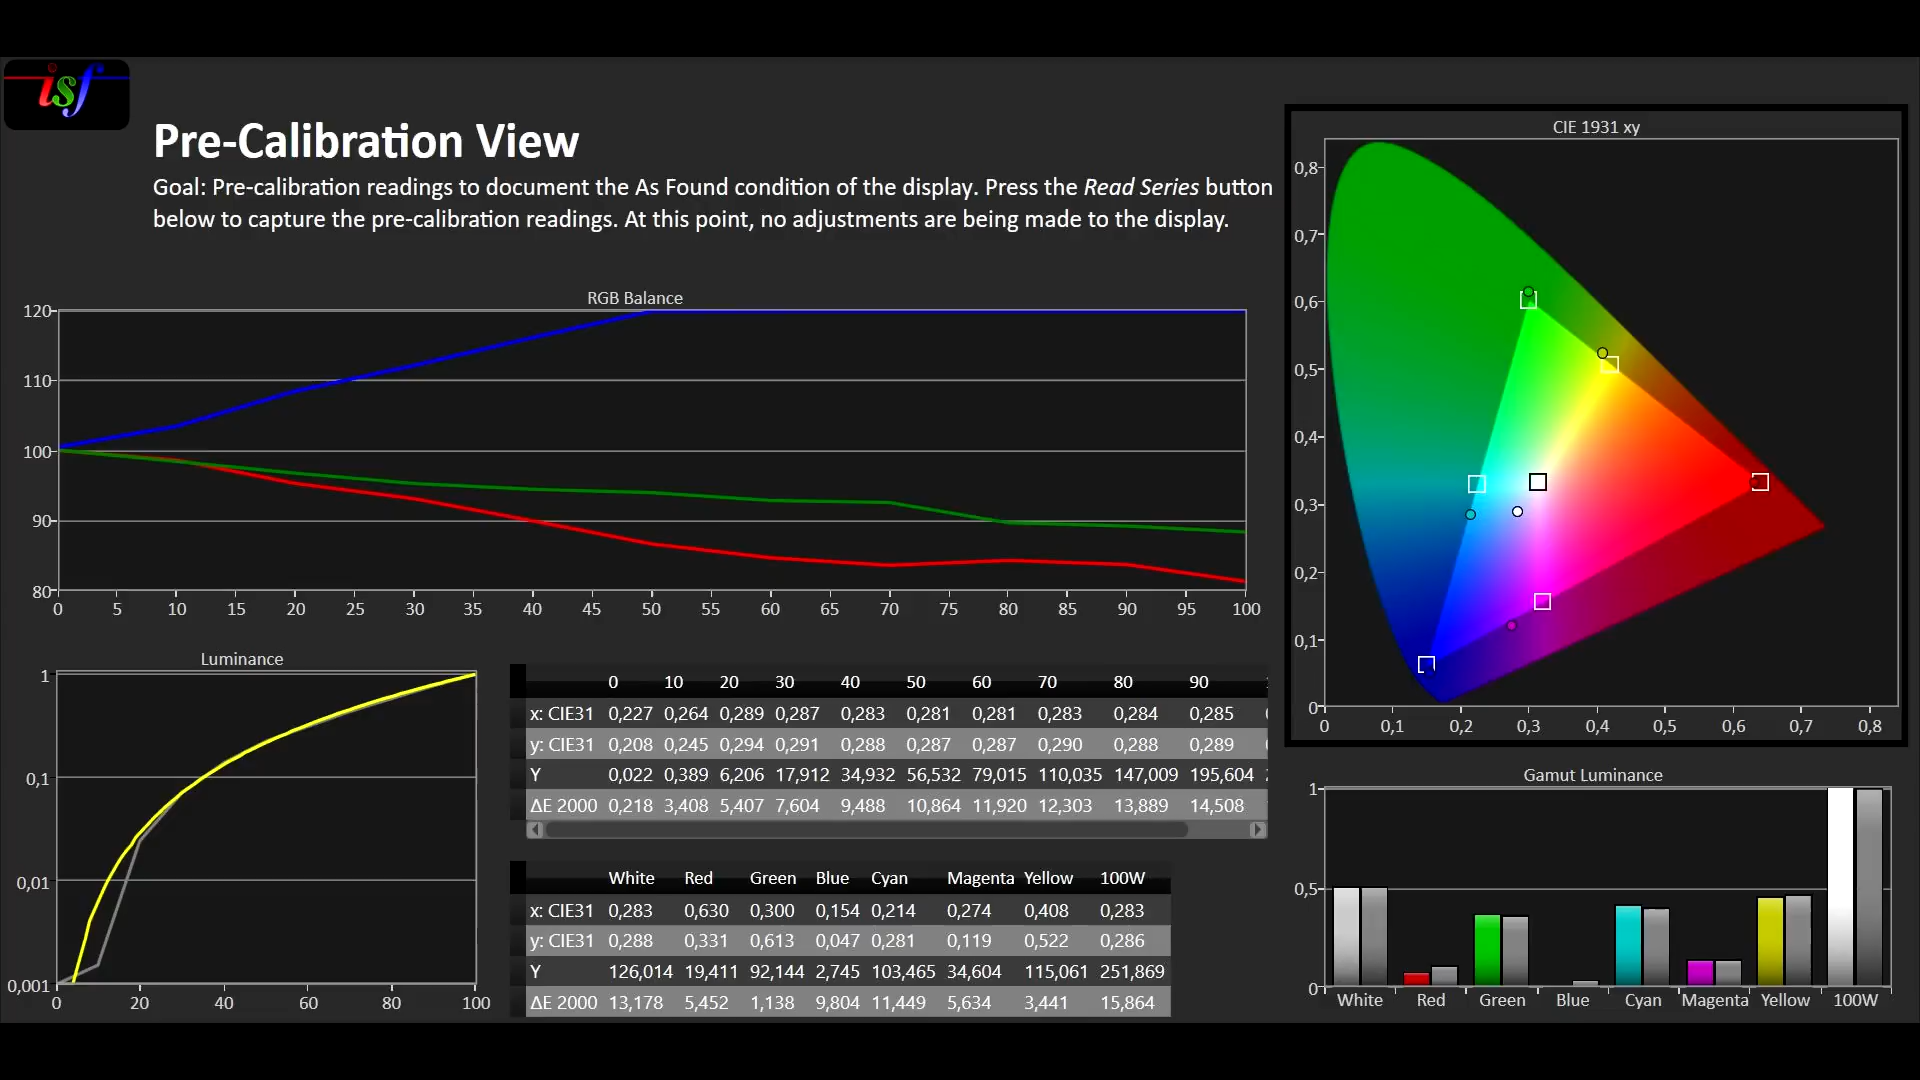 isf
Pre-Calibration View
Goal: Pre-calibration readings to document the As Found condition of the display. Press the Read Series button
below to capture the pre-calibration readings. At this point, no adjustments are being made to the display.
RGB Balance
120
110
100
90
80
0 5 10 15 20 25 30 35 40 45 50 55 60 65 70 75 80 85 90 95 100
Luminance
1
0,1
0,01
0,001
0 20 40 60 80 100
0 10 20 30 40 50 60 70 80 90
x: CIE31 0,227 0,264 0,289 0,287 0,283 0,281 0,281 0,283 0,284 0,285
y: CIE31 0,208 0,245 0,294 0,291 0,288 0,287 0,287 0,290 0,288 0,289
Y 0,022 0,389 6,206 17,912 34,932 56,532 79,015 110,035 147,009 195,604
ΔE 2000 0,218 3,408 5,407 7,604 9,488 10,864 11,920 12,303 13,889 14,508
White Red Green Blue Cyan Magenta Yellow 100W
x: CIE31 0,283 0,630 0,300 0,154 0,214 0,274 0,408 0,283
y: CIE31 0,288 0,331 0,613 0,047 0,281 0,119 0,522 0,286
Y 126,014 19,411 92,144 2,745 103,465 34,604 115,061 251,869
ΔE 2000 13,178 5,452 1,138 9,804 11,449 5,634 3,441 15,864
CIE 1931 xy
0,8
0,7
0,6
0,5
0,4
0,3
0,2
0,1
0
0 0,1 0,2 0,3 0,4 0,5 0,6 0,7 0,8
Gamut Luminance
1
0,5
0
White Red Green Blue Cyan Magenta Yellow 100W